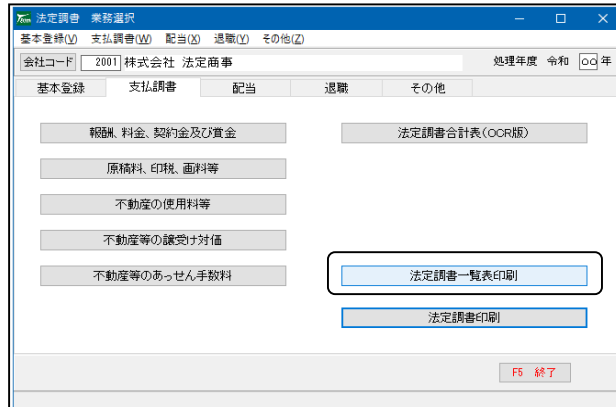 法定調書　業務選択
基本登録(V)　支払調書(W)　配当(X)　退職(Y)　その他(Z)
会社コード　2001　株式会社 法定商事　処理年度　令和　○○年
基本登録　支払調書　配当　退職　その他
報酬、料金、契約金及び賞金　法定調書合計表(OCR版)
原稿料、印税、画料等
不動産の使用料等
不動産等の譲受け対価
不動産等のあっせん手数料　法定調書一覧表印刷
法定調書印刷
F5　終了